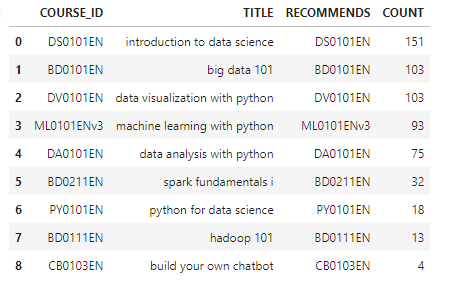 COURSE_ID TITLE RECOMMENDS COUNT
0 DS0101EN introduction to data science DS0101EN 151
1 BD0101EN big data 101 BD0101EN 103
2 DV0101EN data visualization with python DV0101EN 103
3 ML0101ENv3 machine learning with python ML0101ENv3 93
4 DA0101EN data analysis with python DA0101EN 75
5 BD0211EN spark fundamentals i BD0211EN 32
6 PY0101EN python for data science PY0101EN 18
7 BD0111EN hadoop 101 BD0111EN 13
8 CB0103EN build your own chatbot CB0103EN 4